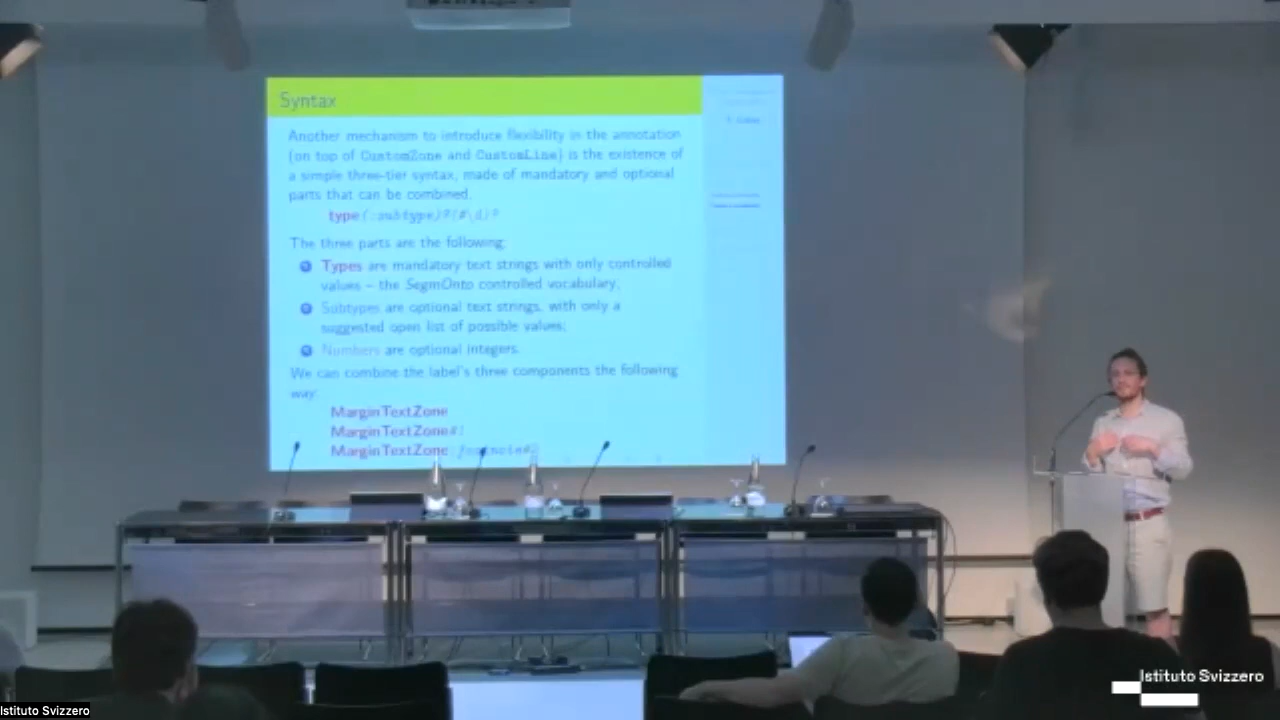 Syntax
Another mechanism to introduce flexibility in the annotation
(on top of CustomZone and CustomLine) is the existence of
a simple three-tier syntax, made of mandatory and optional
parts that can be combined.
type(:subtype)?(#\d)?
The three parts are the following:
Types are mandatory text strings with only controlled
values – the SegmOnto controlled vocabulary;
Subtypes are optional text strings, with only a
suggested open list of possible values;
Numbers are optional integers.
We can combine the label's three components the following
way:
MarginTextZone
MarginTextZone#1
MarginTextZone
Istituto Svizzero
Istituto Svizzero